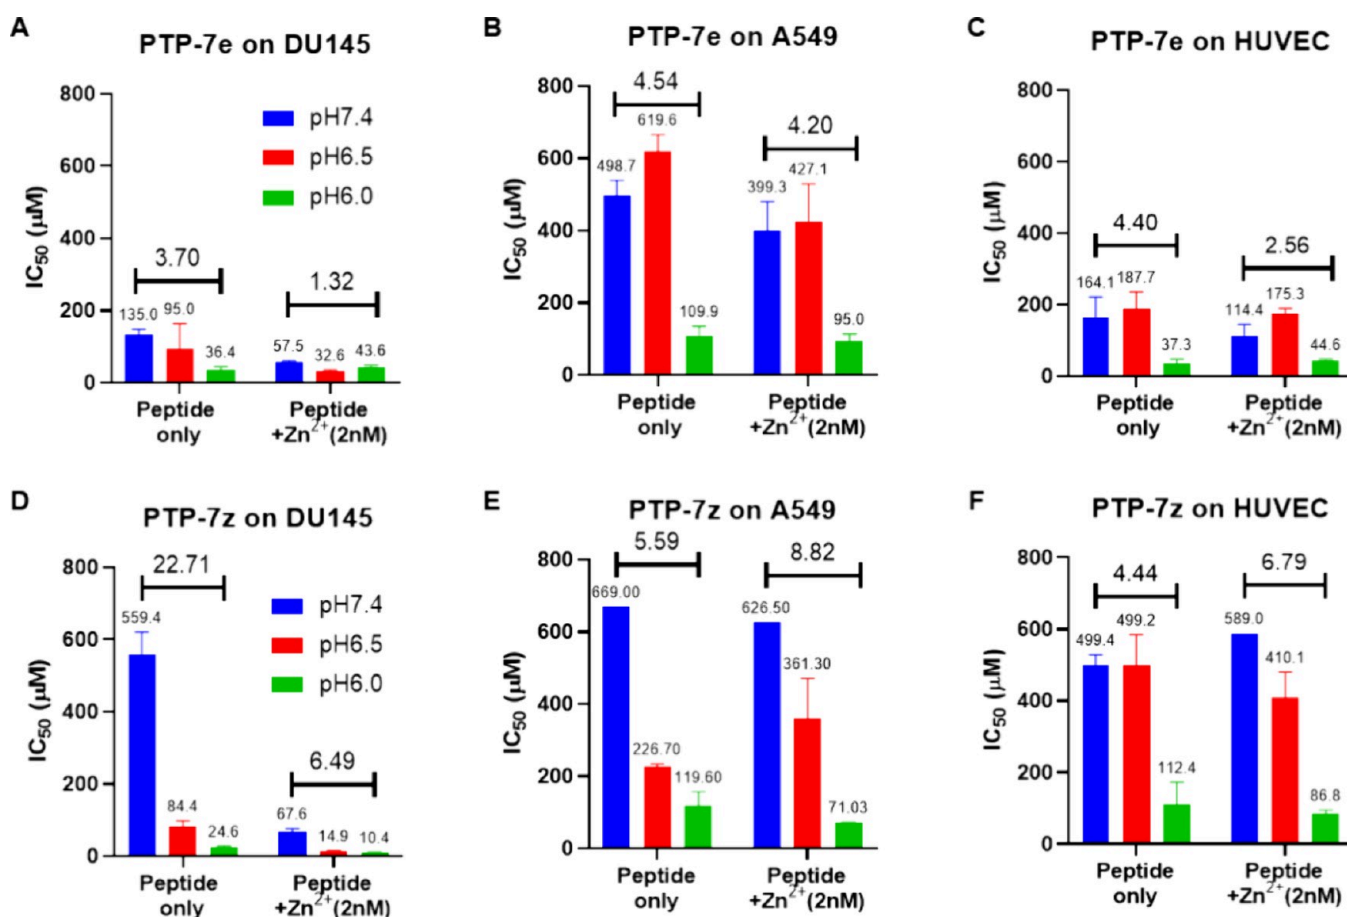 A
PTP-7e on DU145
800
600
400
200
0
IC50 (μM)
pH7.4
pH6.5
pH6.0
3.70
135.0
95.0
36.4
1.32
57.5
32.6
43.6
Peptide
only
Peptide
+Zn2+(2nM)
B
PTP-7e on A549
800
600
400
200
0
IC50 (μM)
4.54
498.7
619.6
109.9
4.20
399.3
427.1
95.0
Peptide
only
Peptide
+Zn2+(2nM)
C
PTP-7e on HUVEC
800
600
400
200
0
IC50 (μM)
4.40
164.1
187.7
37.3
2.56
114.4
175.3
44.6
Peptide
only
Peptide
+Zn2+(2nM)
D
PTP-7z on DU145
800
600
400
200
0
IC50 (μM)
pH7.4
pH6.5
pH6.0
22.71
559.4
84.4
24.6
6.49
67.6
14.9
10.4
Peptide
only
Peptide
+Zn2+(2nM)
E
PTP-7z on A549
800
600
400
200
0
IC50 (μM)
5.59
669.00
226.70
119.60
8.82
626.50
361.30
71.03
Peptide
only
Peptide
+Zn2+(2nM)
F
PTP-7z on HUVEC
800
600
400
200
0
IC50 (μM)
4.44
499.4
499.2
112.4
6.79
589.0
410.1
86.8
Peptide
only
Peptide
+Zn2+(2nM)